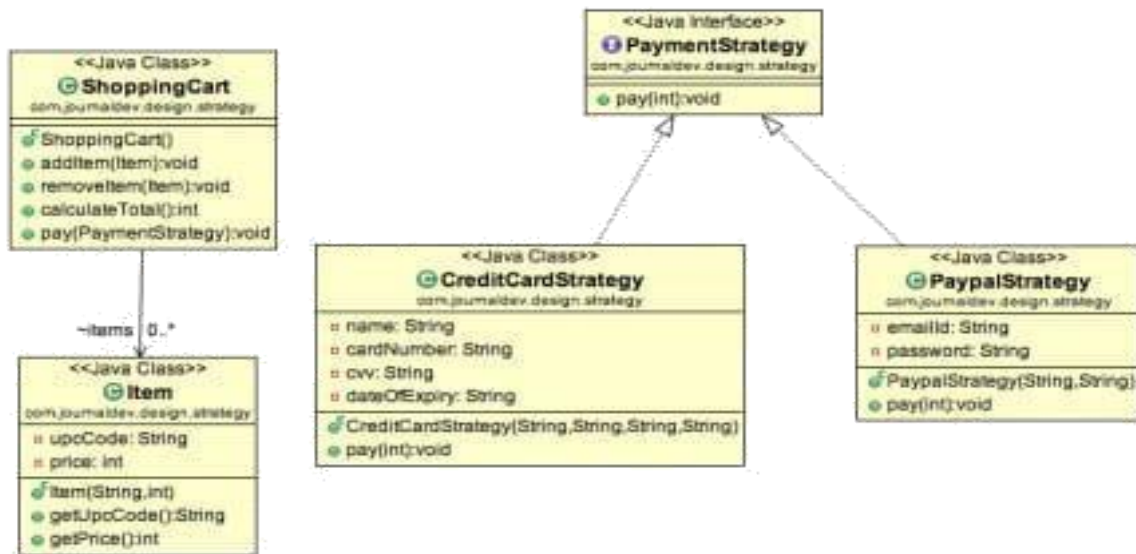 <<Java Class>>
ShoppingCart
com.journaldev.design.strategy
ShoppingCart()
addItem(Item):void
removeItem(Item):void
calculateTotal():int
pay(PaymentStrategy):void
~items 0..*
<<Java Class>>
Item
com.journaldev.design.strategy
upcCode: String
price: int
Item(String,int)
getUpcCode():String
getPrice():int
<<Java Interface>>
PaymentStrategy
com.journaldev.design.strategy
pay(int):void
<<Java Class>>
CreditCardStrategy
com.journaldev.design.strategy
name: String
cardNumber: String
cvv: String
dateOfExpiry: String
CreditCardStrategy(String,String,String,String)
pay(int):void
<<Java Class>>
PaypalStrategy
com.journaldev.design.strategy
emailId: String
password: String
PaypalStrategy(String,String)
pay(int):void